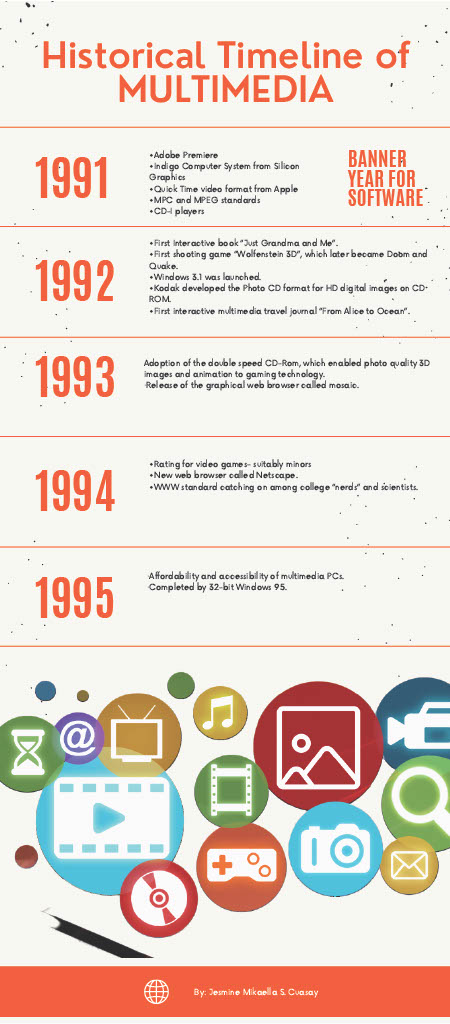 Historical Timeline of
MULTIMEDIA
1991
•Adobe Premiere
•Indigo Computer System from Silicon
Graphics
•Quick Time video format from Apple
•MPC and MPEG standards
•CD-I players
BANNER
YEAR FOR
SOFTWARE
1992
•First interactive book "Just Grandma and Me".
•First shooting game "Wolfenstein 3D", which later became Doom and
Quake.
•Windows 3.1 was launched.
•Kodak developed the Photo CD format for HD digital images on CD-
ROM.
•First interactive multimedia travel journal "From Alice to Ocean".
1993
Adoption of the double speed CD-Rom, which enabled photo quality 3D
images and animation to gaming technology.
·Release of the graphical web browser called mosaic.
1994
•Rating for video games- suitably minors
•New web browser called Netscape.
•WWW standard catching on among college "nerds" and scientists.
1995
Affordability and accessibility of multimedia PCs.
·Completed by 32-bit Windows 95.
@
By: Jesmine Mikaella S. Cuasay